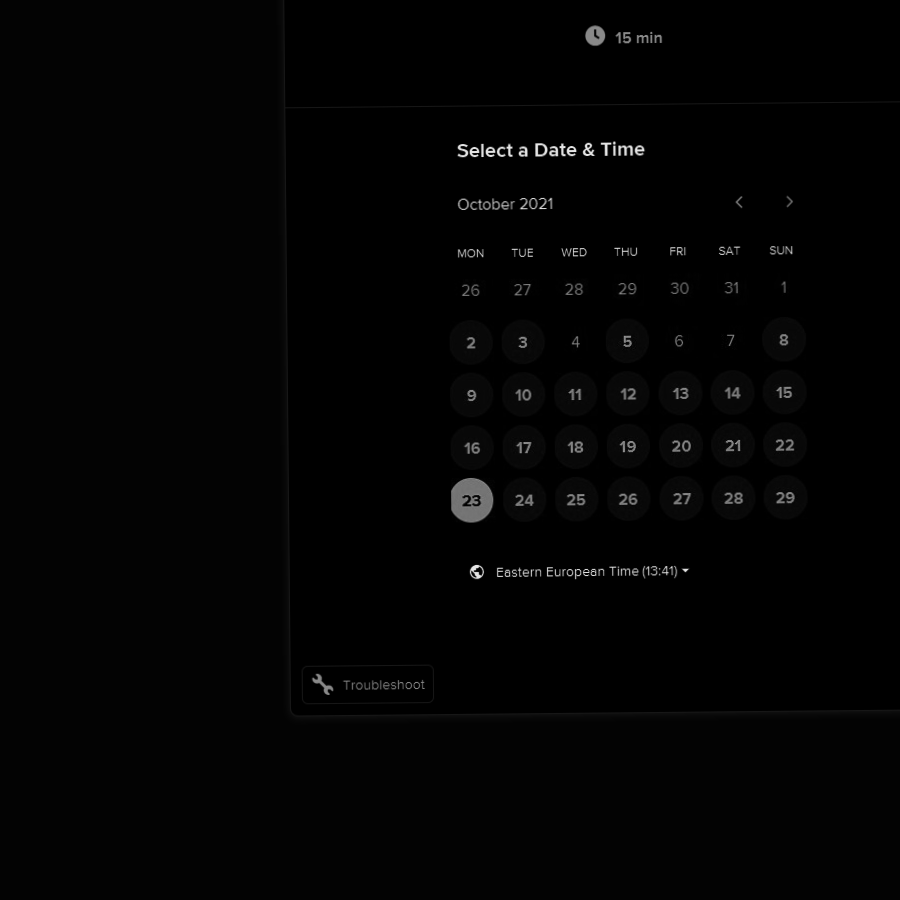 15 min
Select a Date & Time
October 2021
MON TUE WED THU FRI SAT SUN
26 27 28 29 30 31 1
2 3 4 5 6 7 8
9 10 11 12 13 14 15
16 17 18 19 20 21 22
23 24 25 26 27 28 29
Eastern European Time (13:41)
Troubleshoot